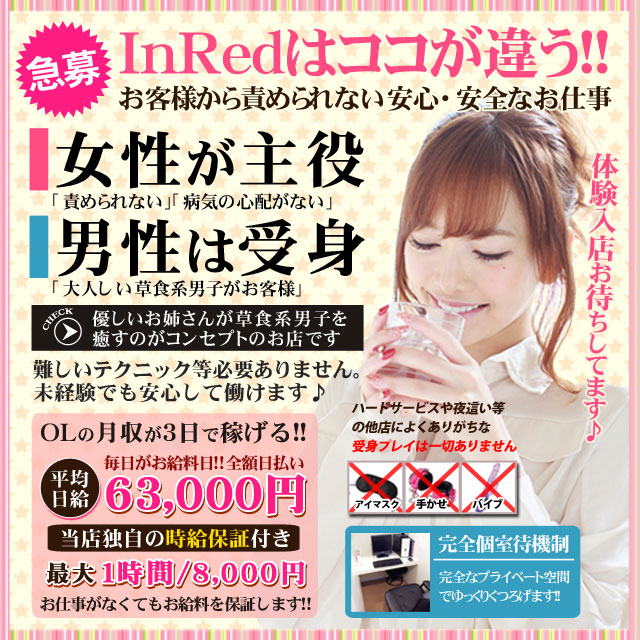 急募
InRedはココが違う!!
お客様から責められない安心・安全なお仕事
女性が主役
「責められない」「病気の心配がない」
男性は受身
「大人しい草食系男子がお客様」
体験入店お待ちしてます♪
CHECK
優しいお姉さんが草食系男子を
癒すのがコンセプトのお店です
難しいテクニック等必要ありません。
未経験でも安心して働けます♪
OLの月収が3日で稼げる!!
毎日がお給料日!!全額日払い
平均
日給
63,000円
当店独自の時給保証付き
最大1時間/8,000円
お仕事がなくてもお給料を保証します!!
ハードサービスや夜這い等
の他店によくありがちな
受身プレイは一切ありません
アイマスク
手かせ
バイブ
完全個室待機制
完全なプライベート空間
でゆっくりくつろげます!!